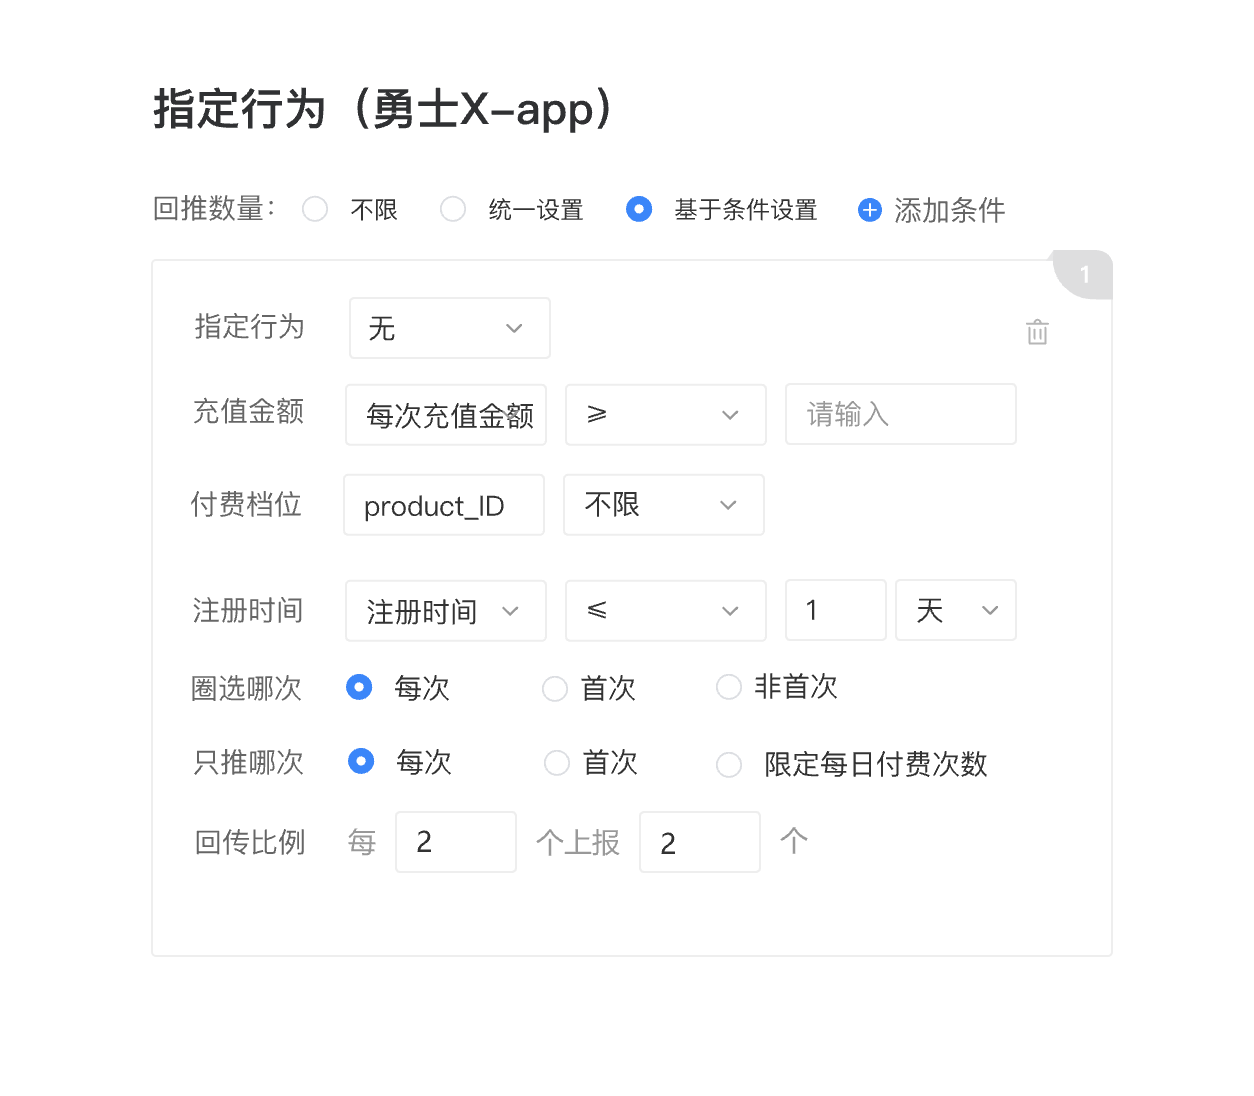 指定行为（勇士X–app）
回推数量： 不限 统一设置 基于条件设置 添加条件
1
指定行为 无
充值金额 每次充值金额 ≥ 请输入
付费档位 product_ID 不限
注册时间 注册时间 ≤ 1 天
圈选哪次 每次 首次 非首次
只推哪次 每次 首次 限定每日付费次数
回传比例 每 2 个上报 2 个